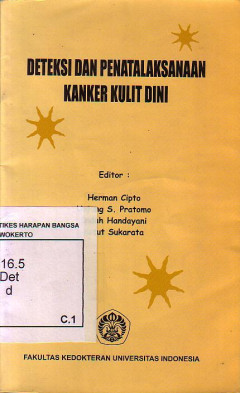 DETEKSI DAN PENATALAKSANAAN
KANKER KULIT DINI
Editor :
Herman Cipto
S. Pratomo
Handayani
Sukarata
TIKES HARAPAN BANGSA
WOKERTO
16.5
Det
d
C.1
FAKULTAS KEDOKTERAN UNIVERSITAS INDONESIA